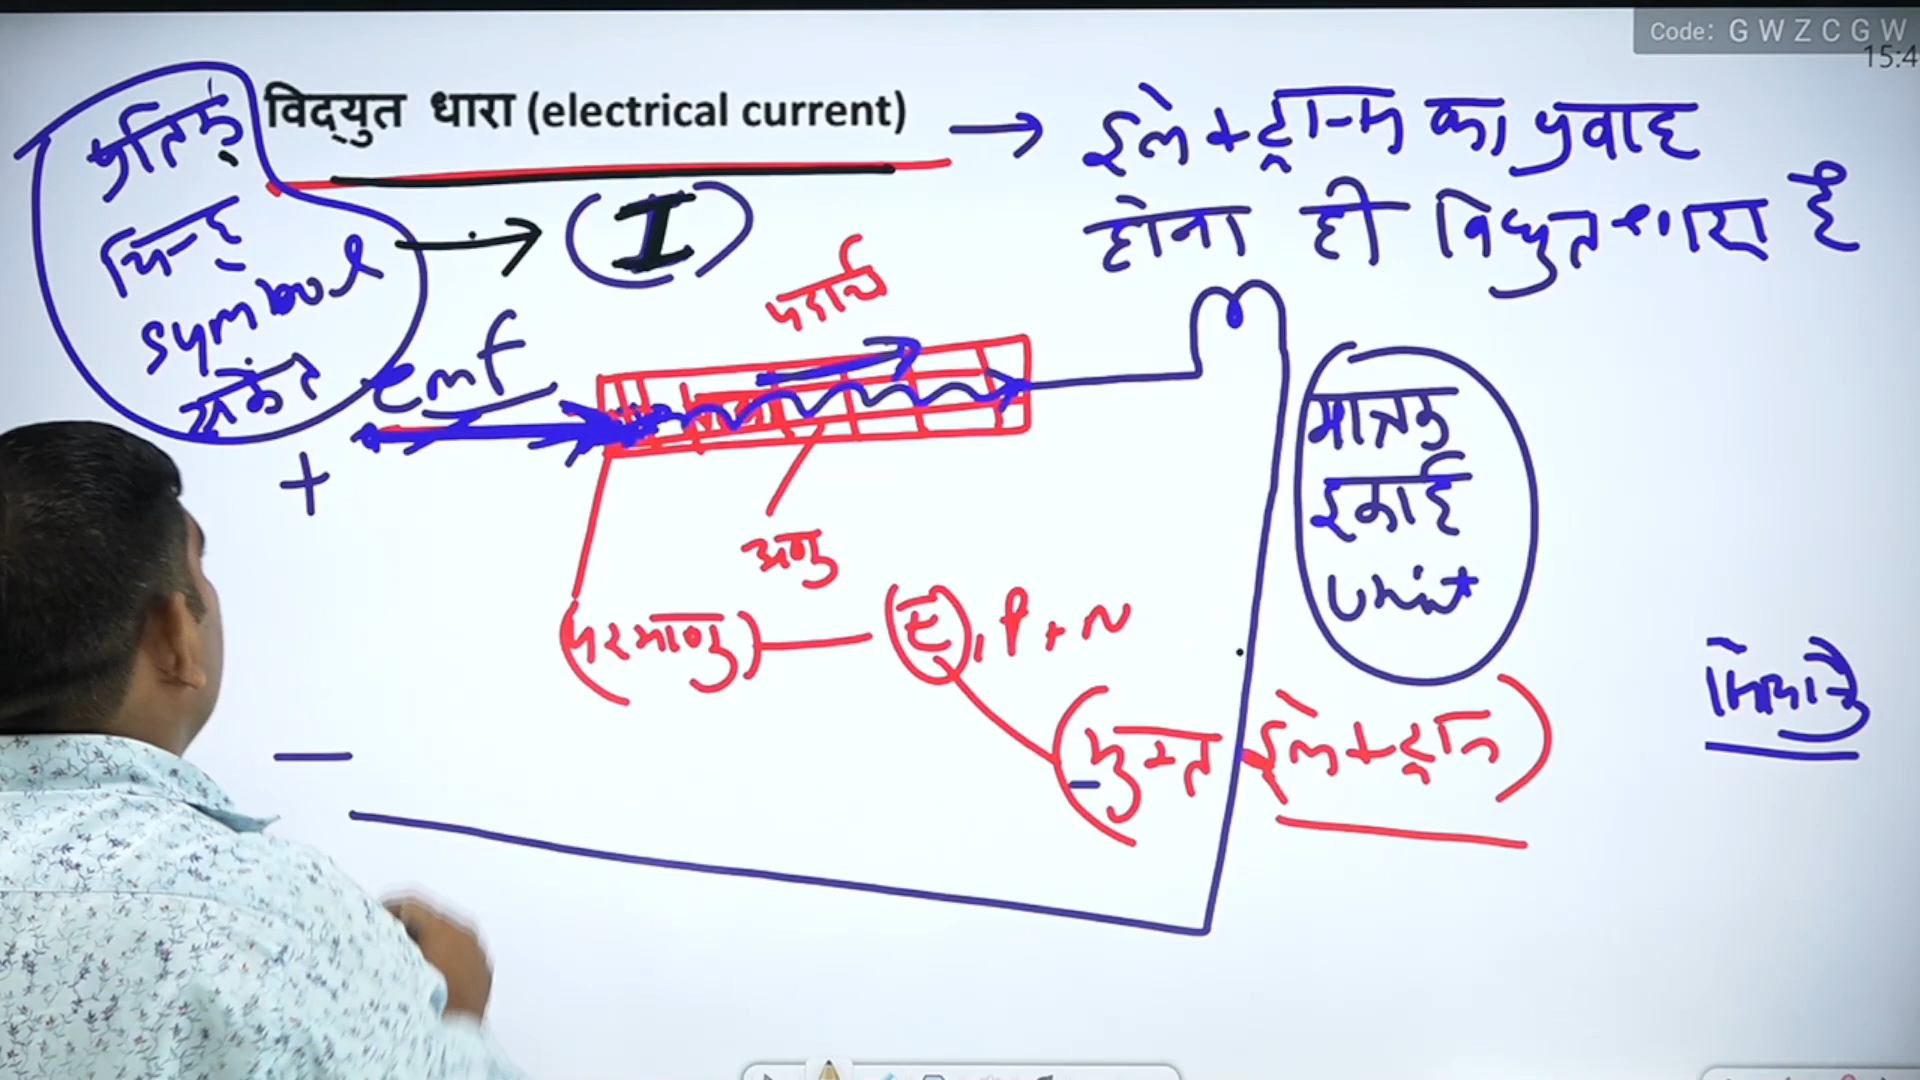 Code: G W Z C G W
15:4
विद्युत धारा (electrical current) → इलेक्ट्रान्स का प्रवाह
होना ही विधुत धारा है
प्रतिक
चिन्ह
symbol
संकेत
→ (I)
emf
पदार्थ
+
अणु
(परमाणु) — (E), P, N
(मुक्त इलेक्ट्रान)
−
मात्रक
इकाई
Unit